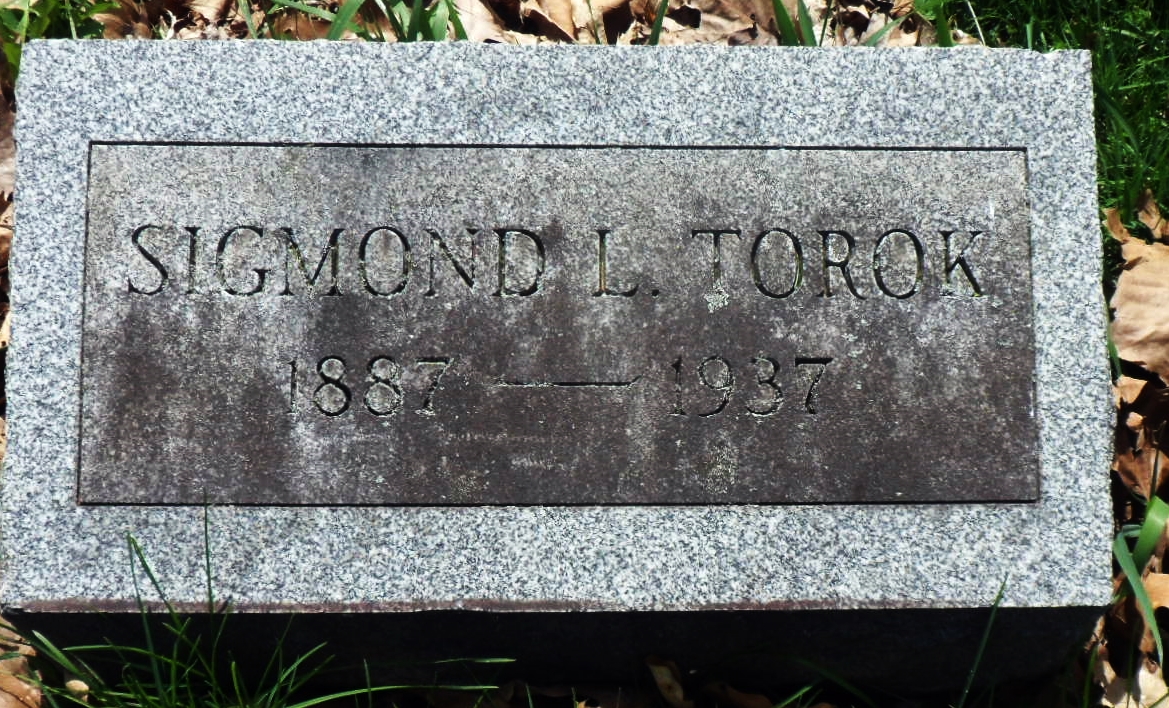 SIGMOND L. TOROK
1887 — 1937